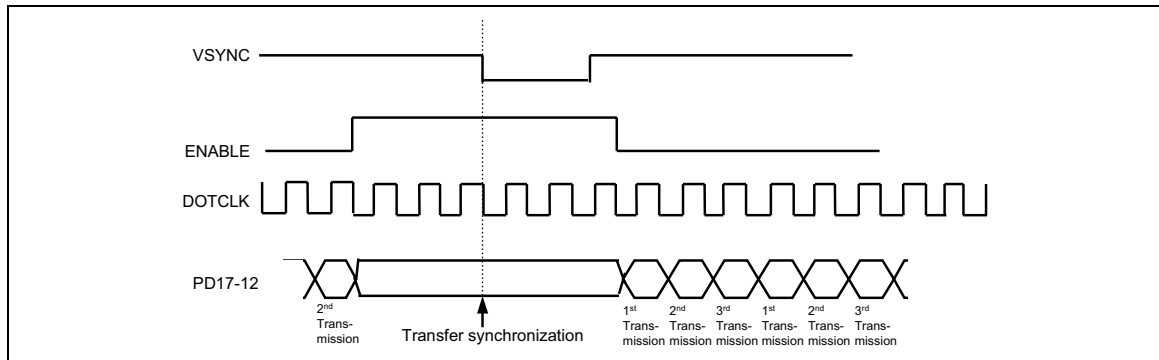 VSYNC
ENABLE
DOTCLK
PD17-12
2nd
Trans-
mission
Transfer synchronization
1st
Trans-
mission
2nd
Trans-
mission
3rd
Trans-
mission
1st
Trans-
mission
2nd
Trans-
mission
3rd
Trans-
mission